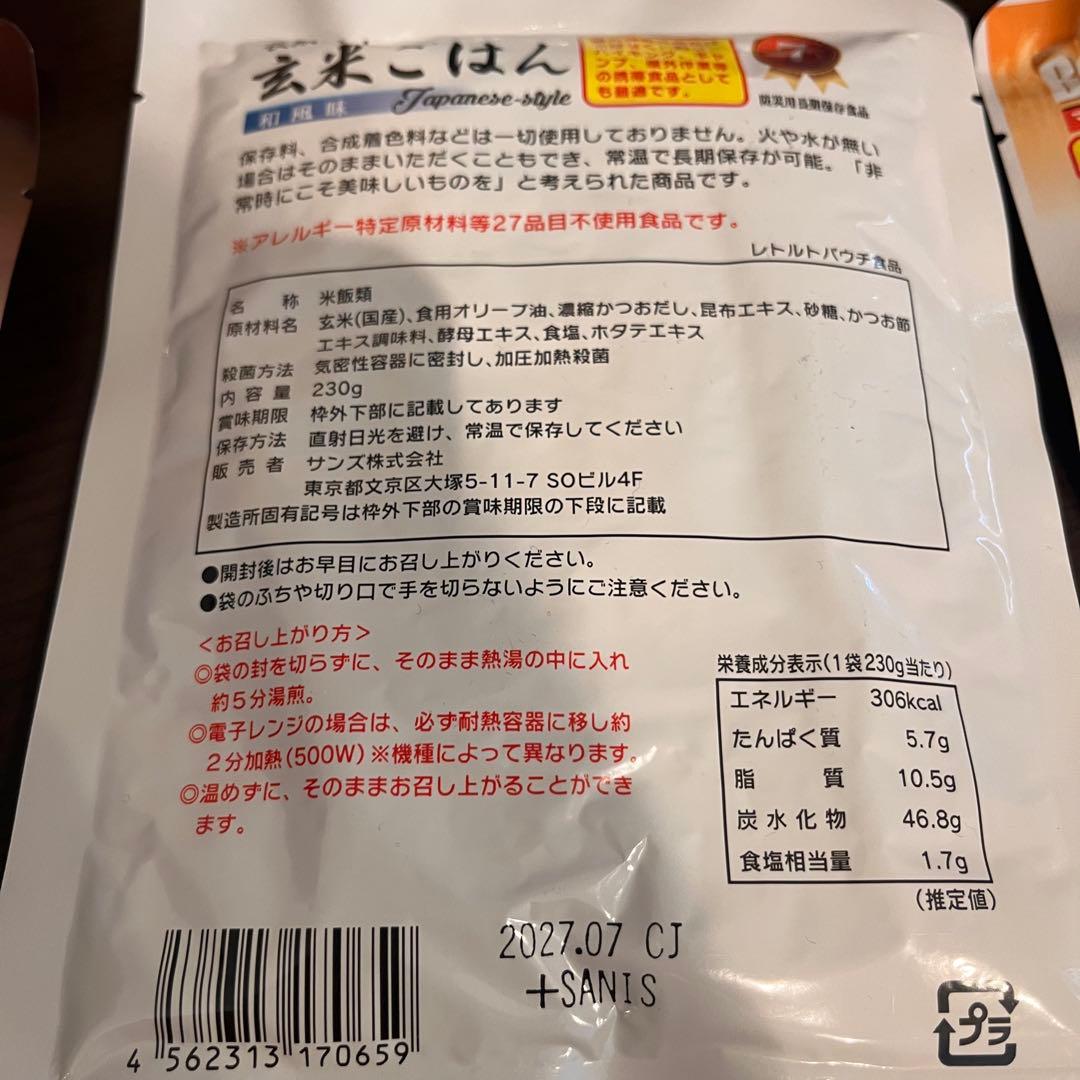 玄米ごはん
和風味
Japanese-style
の携帯食品として
も最適です。
7
防災用長期保存食品
保存料、合成着色料などは一切使用しておりません。火や水が無い
場合はそのままいただくこともでき、常温で長期保存が可能。「非
常時にこそ美味しいものを」と考えられた商品です。
※アレルギー特定原材料等27品目不使用食品です。
レトルトパウチ食品
名 称 米飯類
原材料名 玄米(国産)、食用オリーブ油、濃縮かつおだし、昆布エキス、砂糖、かつお節
エキス調味料、酵母エキス、食塩、ホタテエキス
殺菌方法 気密性容器に密封し、加圧加熱殺菌
内容量 230g
賞味期限 枠外下部に記載してあります
保存方法 直射日光を避け、常温で保存してください
販売者 サンズ株式会社
東京都文京区大塚5-11-7 SOビル4F
製造所固有記号は枠外下部の賞味期限の下段に記載
●開封後はお早目にお召し上がりください。
●袋のふちや切り口で手を切らないようにご注意ください。
＜お召し上がり方＞
◎袋の封を切らずに、そのまま熱湯の中に入れ
約5分湯煎。
◎電子レンジの場合は、必ず耐熱容器に移し約
2分加熱(500W)※機種によって異なります。
◎温めずに、そのままお召し上がることができ
ます。
栄養成分表示(1袋230g当たり)
エネルギー 306kcal
たんぱく質 5.7g
脂 質 10.5g
炭水化物 46.8g
食塩相当量 1.7g
(推定値)
2027.07 CJ
+SANIS
4 562313 170659
プラ